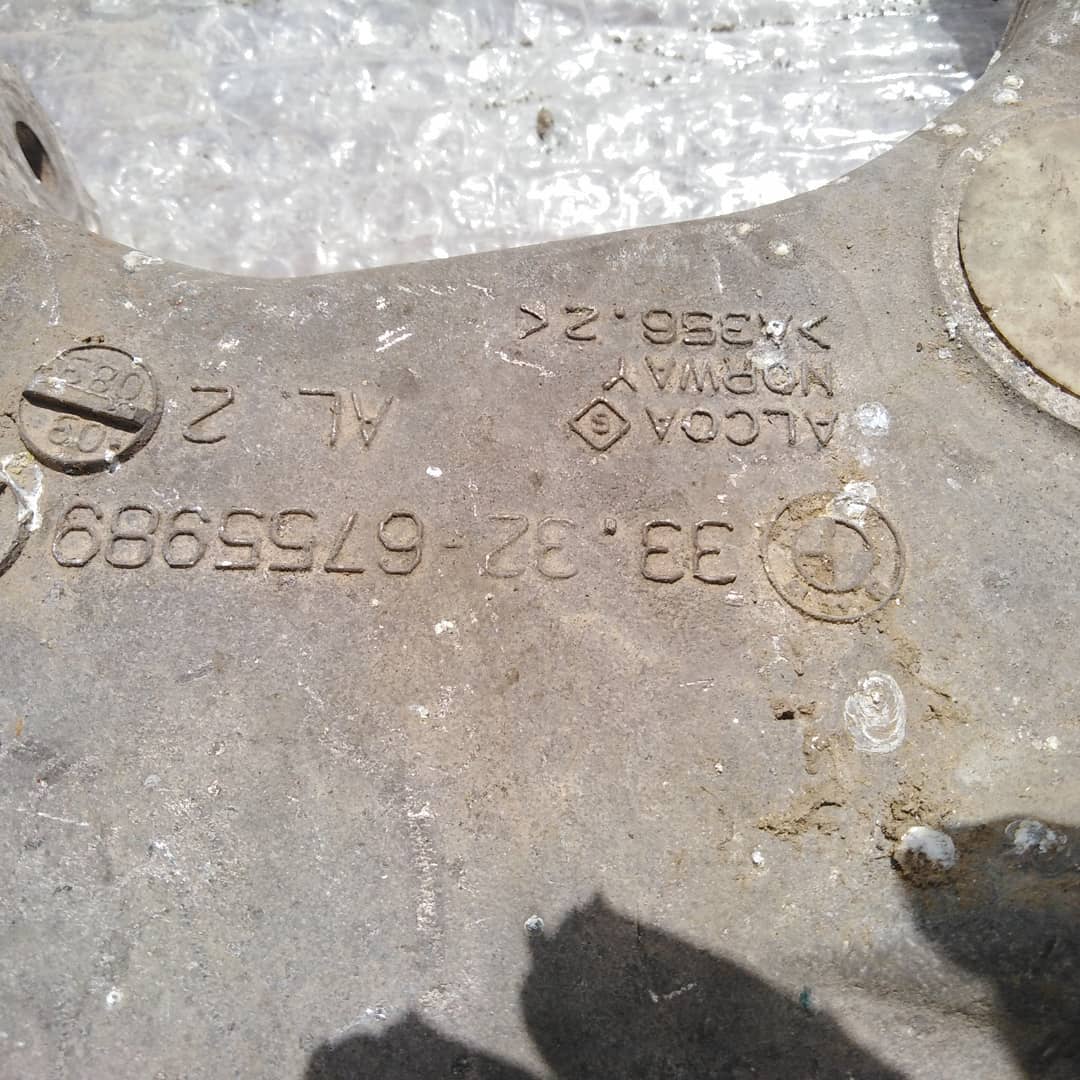 33.32-6755989
ALCOA S
NORWAY
>A356.2<
AL 2